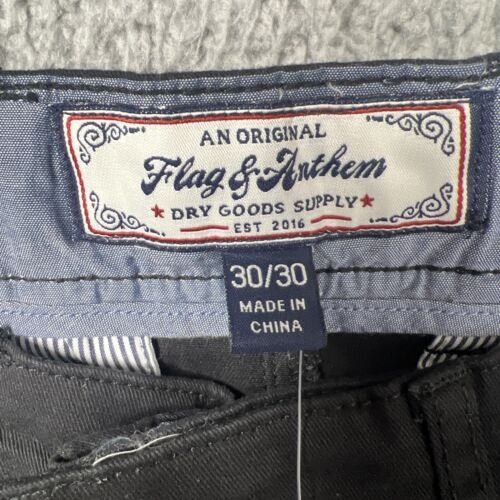 AN ORIGINAL
Flag & Anthem
★ DRY GOODS SUPPLY ★
EST 2016
30/30
MADE IN
CHINA